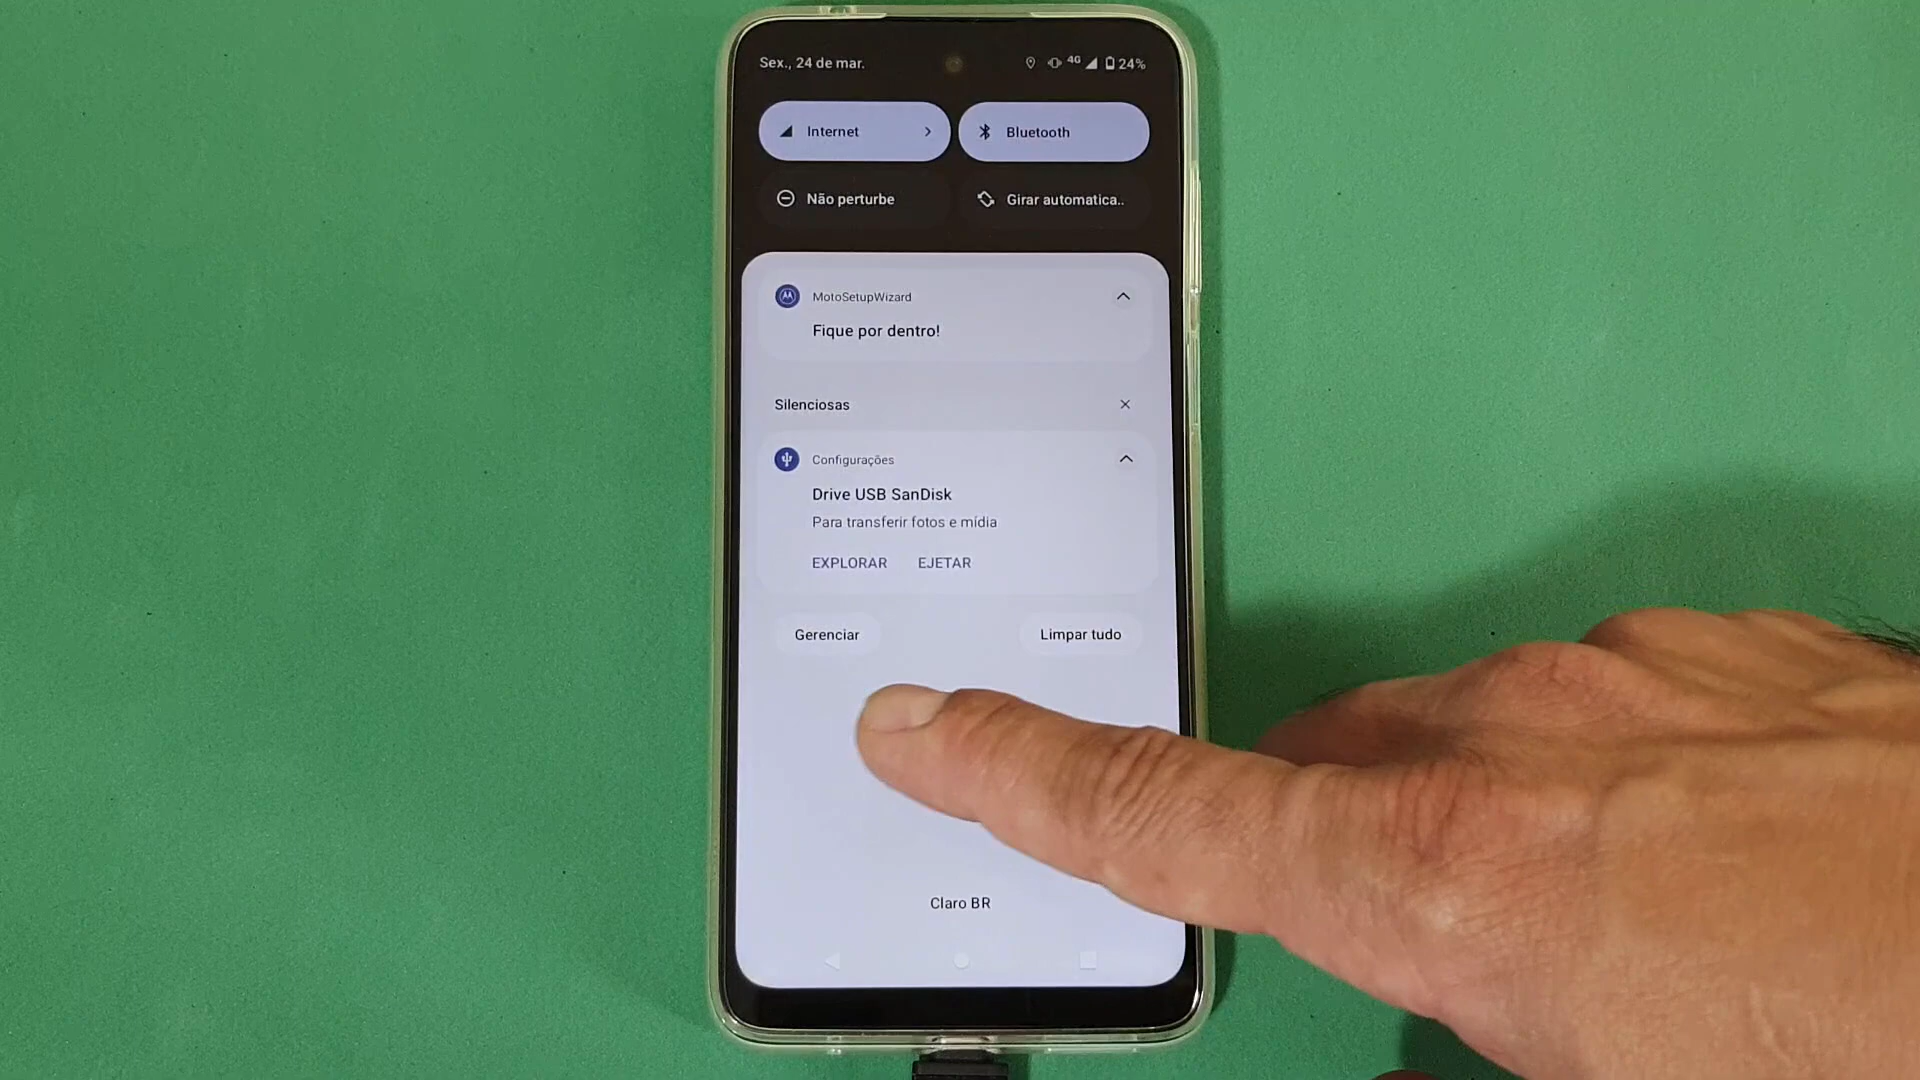 Sex., 24 de mar.
4G
24%
Internet
Bluetooth
Não perturbe
Girar automatica..
MotoSetupWizard
Fique por dentro!
Silenciosas
Configurações
Drive USB SanDisk
Para transferir fotos e mídia
EXPLORAR EJETAR
Gerenciar
Limpar tudo
Claro BR